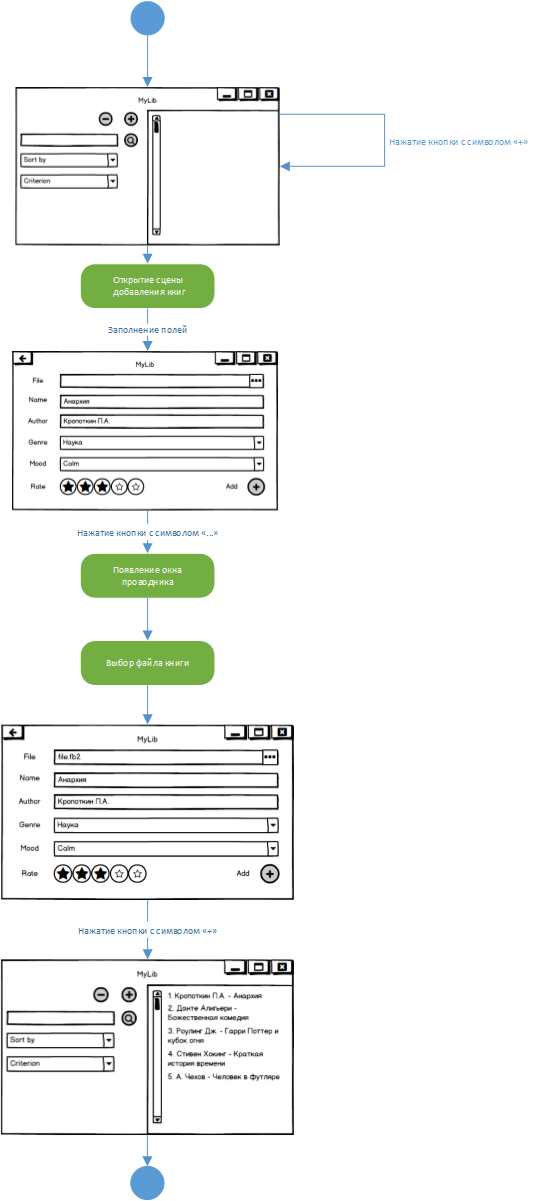 MyLib
Sort by
Criterion
Нажатие кнопки с символом «+»
Открытие сцены
добавления книг
Заполнение полей
MyLib
File
Name Анархия
Author Кропоткин П.А.
Genre Наука
Mood Calm
Rate Add
Нажатие кнопки с символом «...»
Появление окна
проводника
Выбор файла книги
MyLib
File file.fb2
Name Анархия
Author Кропоткин П.А.
Genre Наука
Mood Calm
Rate Add
Нажатие кнопки с символом «+»
MyLib
Sort by
Criterion
1. Кропоткин П.А. - Анархия
2. Данте Алигьери -
Божественная комедия
3. Роулинг Дж. - Гарри Поттер и
кубок огня
4. Стивен Хокинг - Краткая
история времени
5. А. Чехов - Человек в футляре